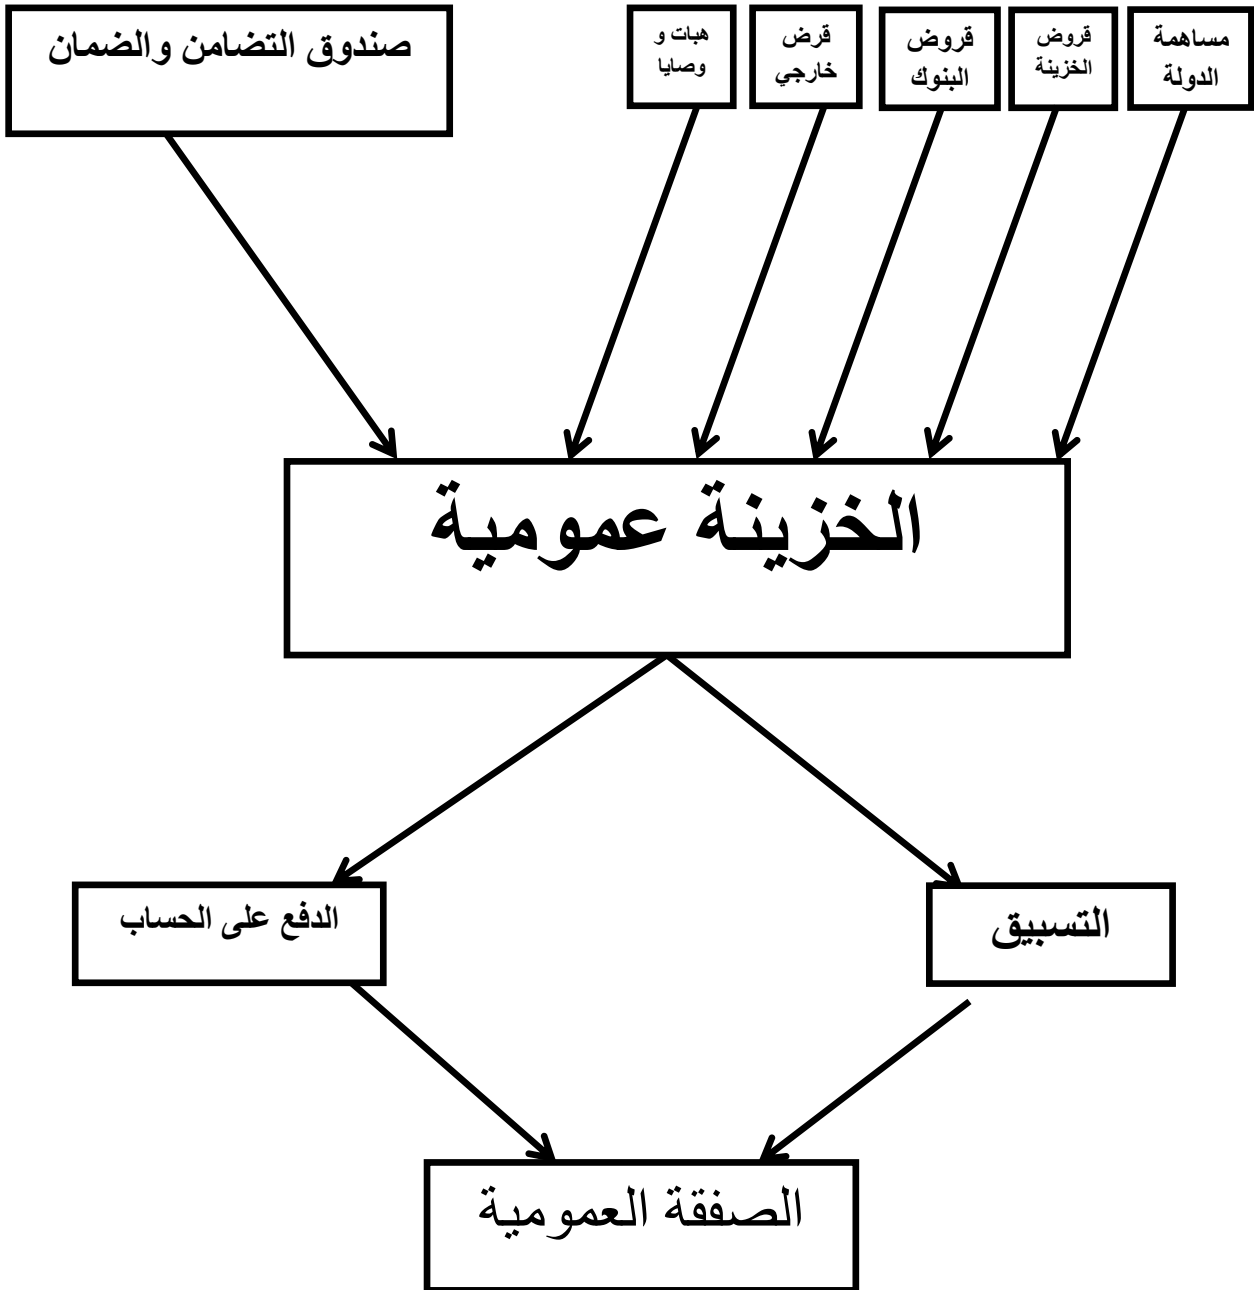 مساهمة
الدولة
قروض
الخزينة
قروض
البنوك
قرض
خارجي
هبات و
وصايا
صندوق التضامن والضمان
الخزينة عمومية
التسبيق
الدفع على الحساب
الصفقة العمومية